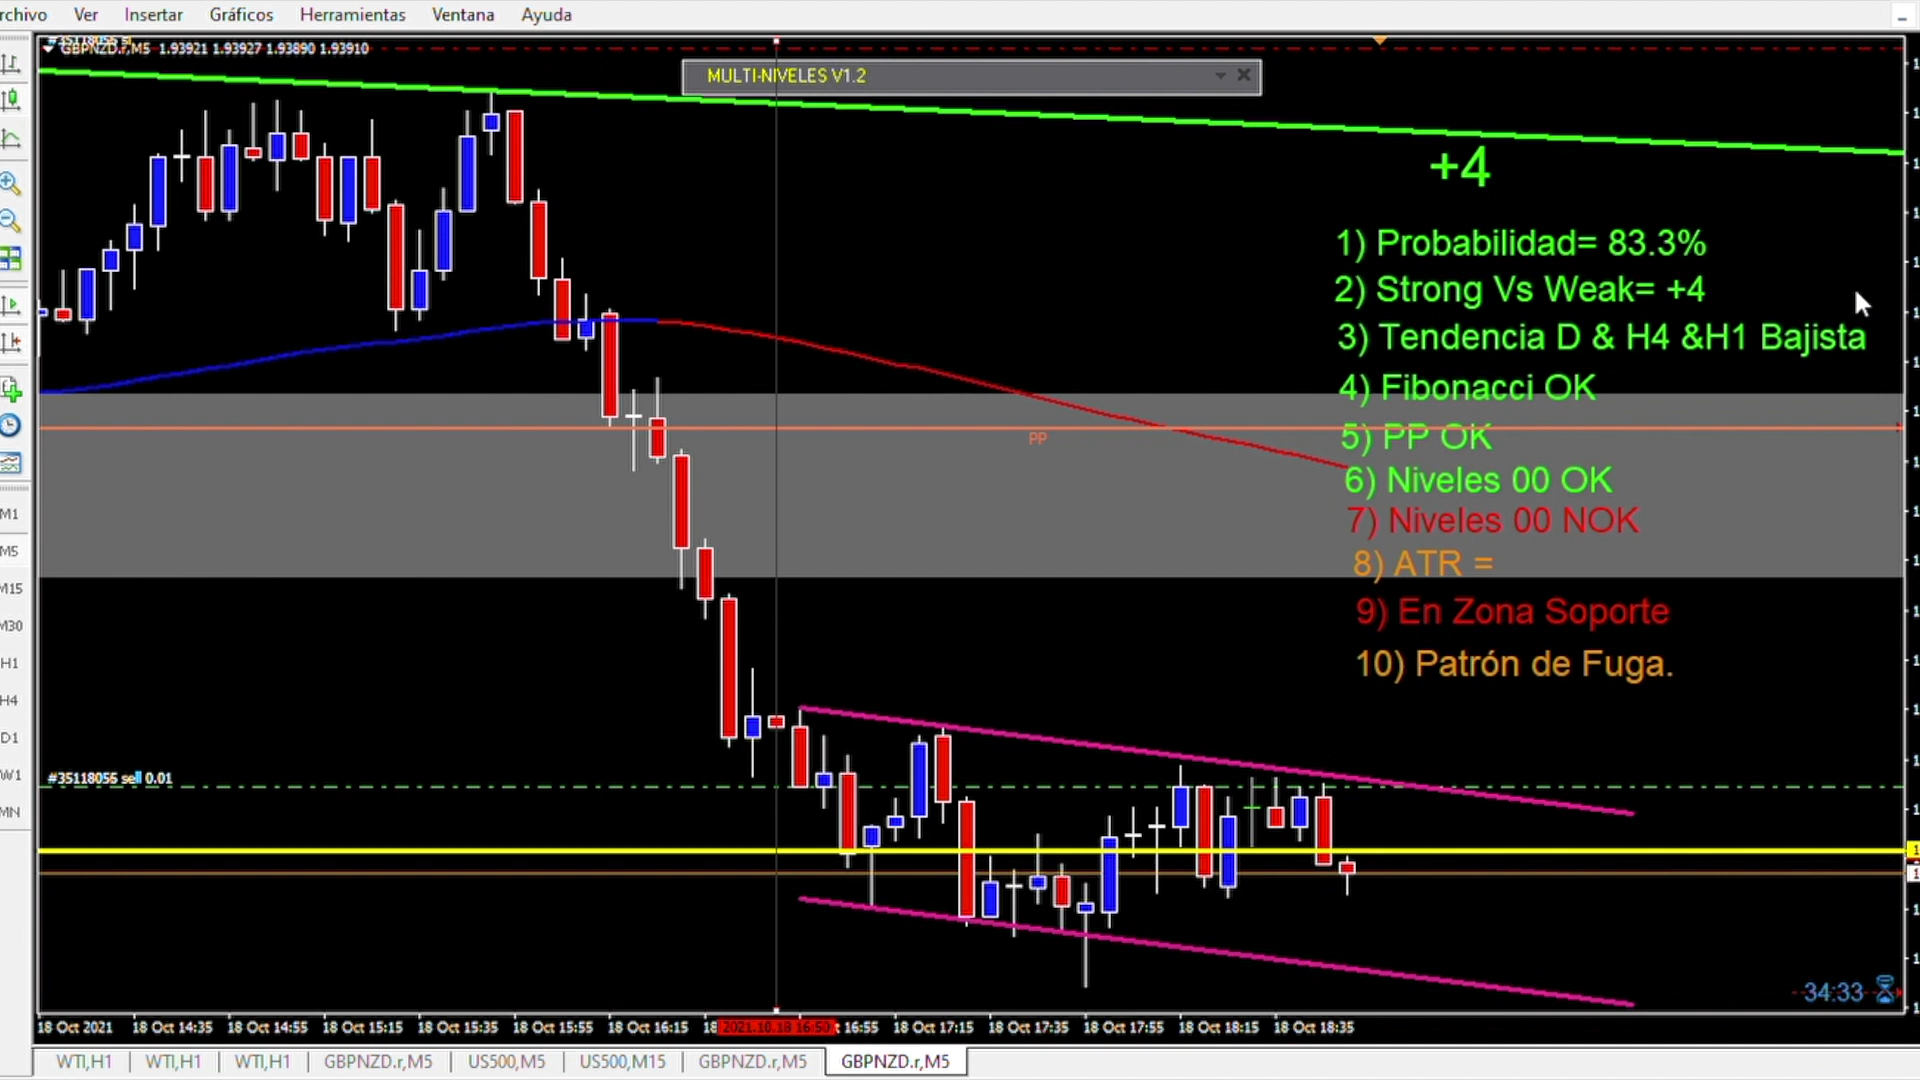 rchivo Ver Insertar Gráficos Herramientas Ventana Ayuda
GBPNZD.r,M5 1.93921 1.93927 1.93890 1.93910
MULTI-NIVELES V1.2
+4
1) Probabilidad= 83.3%
2) Strong Vs Weak= +4
3) Tendencia D & H4 &H1 Bajista
4) Fibonacci OK
PP
5) PP OK
6) Niveles 00 OK
7) Niveles 00 NOK
8) ATR =
9) En Zona Soporte
10) Patrón de Fuga.
M1
M5
M15
M30
H1
H4
D1
W1
MN
#35118056 sell 0.01
34:33
18 Oct 2021 18 Oct 14:35 18 Oct 14:55 18 Oct 15:15 18 Oct 15:35 18 Oct 15:55 18 Oct 16:15 18 2021.10.18 16:50 t 16:55 18 Oct 17:15 18 Oct 17:35 18 Oct 17:55 18 Oct 18:15 18 Oct 18:35
WTI,H1 WTI,H1 WTI,H1 GBPNZD.r,M5 US500,M5 US500,M15 GBPNZD.r,M5 GBPNZD.r,M5